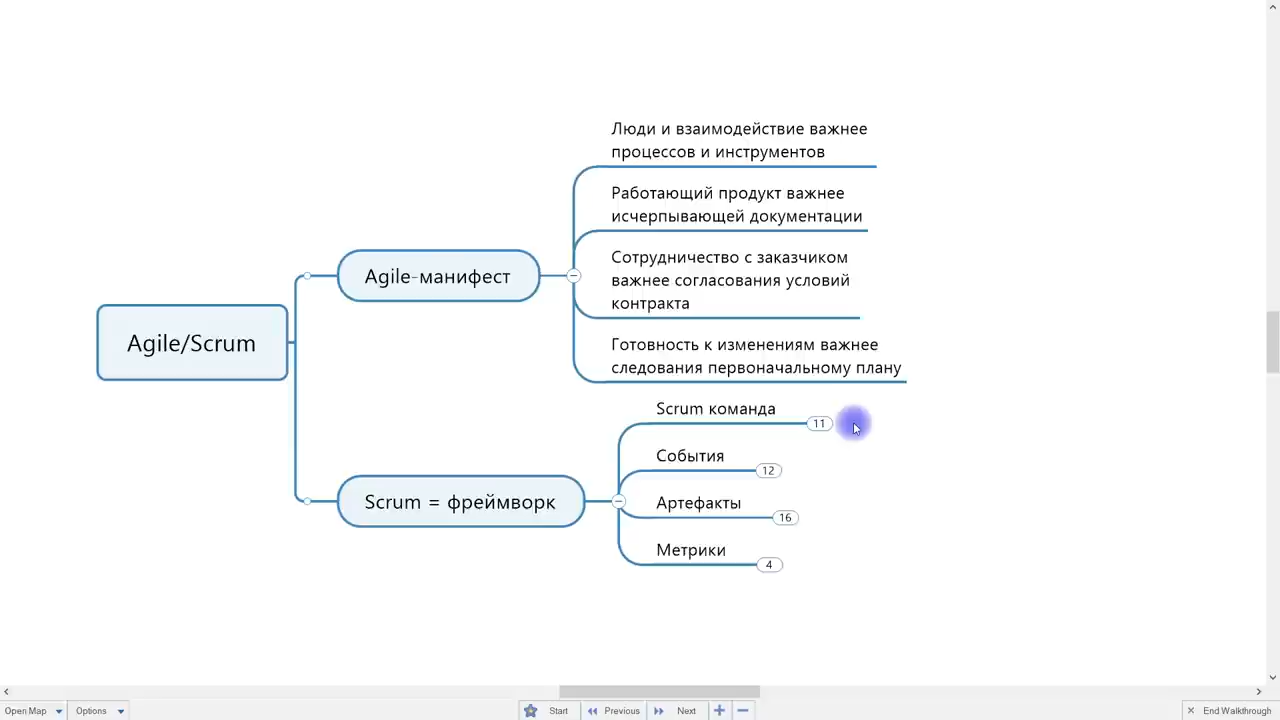 Люди и взаимодействие важнее
процессов и инструментов
Работающий продукт важнее
исчерпывающей документации
Сотрудничество с заказчиком
важнее согласования условий
контракта
Готовность к изменениям важнее
следования первоначальному плану
Agile-манифест
Agile/Scrum
Scrum = фреймворк
Scrum команда
11
События
12
Артефакты
16
Метрики
4
Open Map
Options
Start
Previous
Next
End Walkthrough